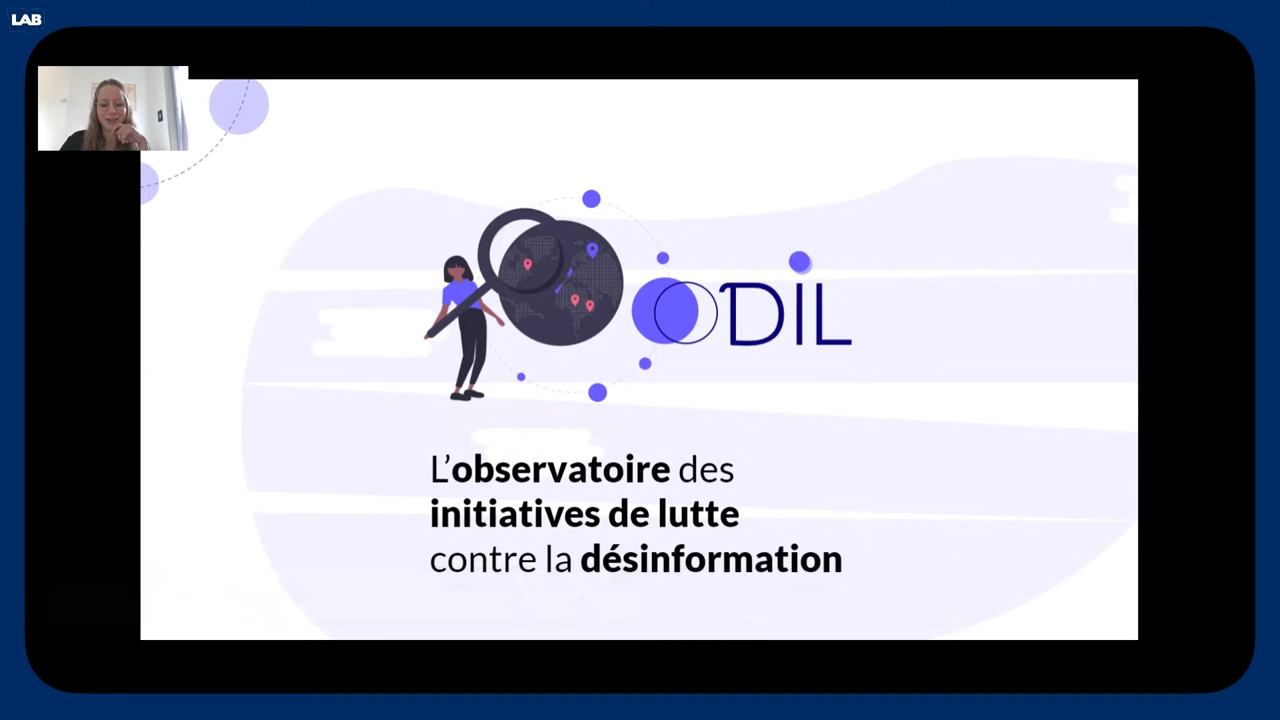 LAB
ODIL
L’observatoire des
initiatives de lutte
contre la désinformation